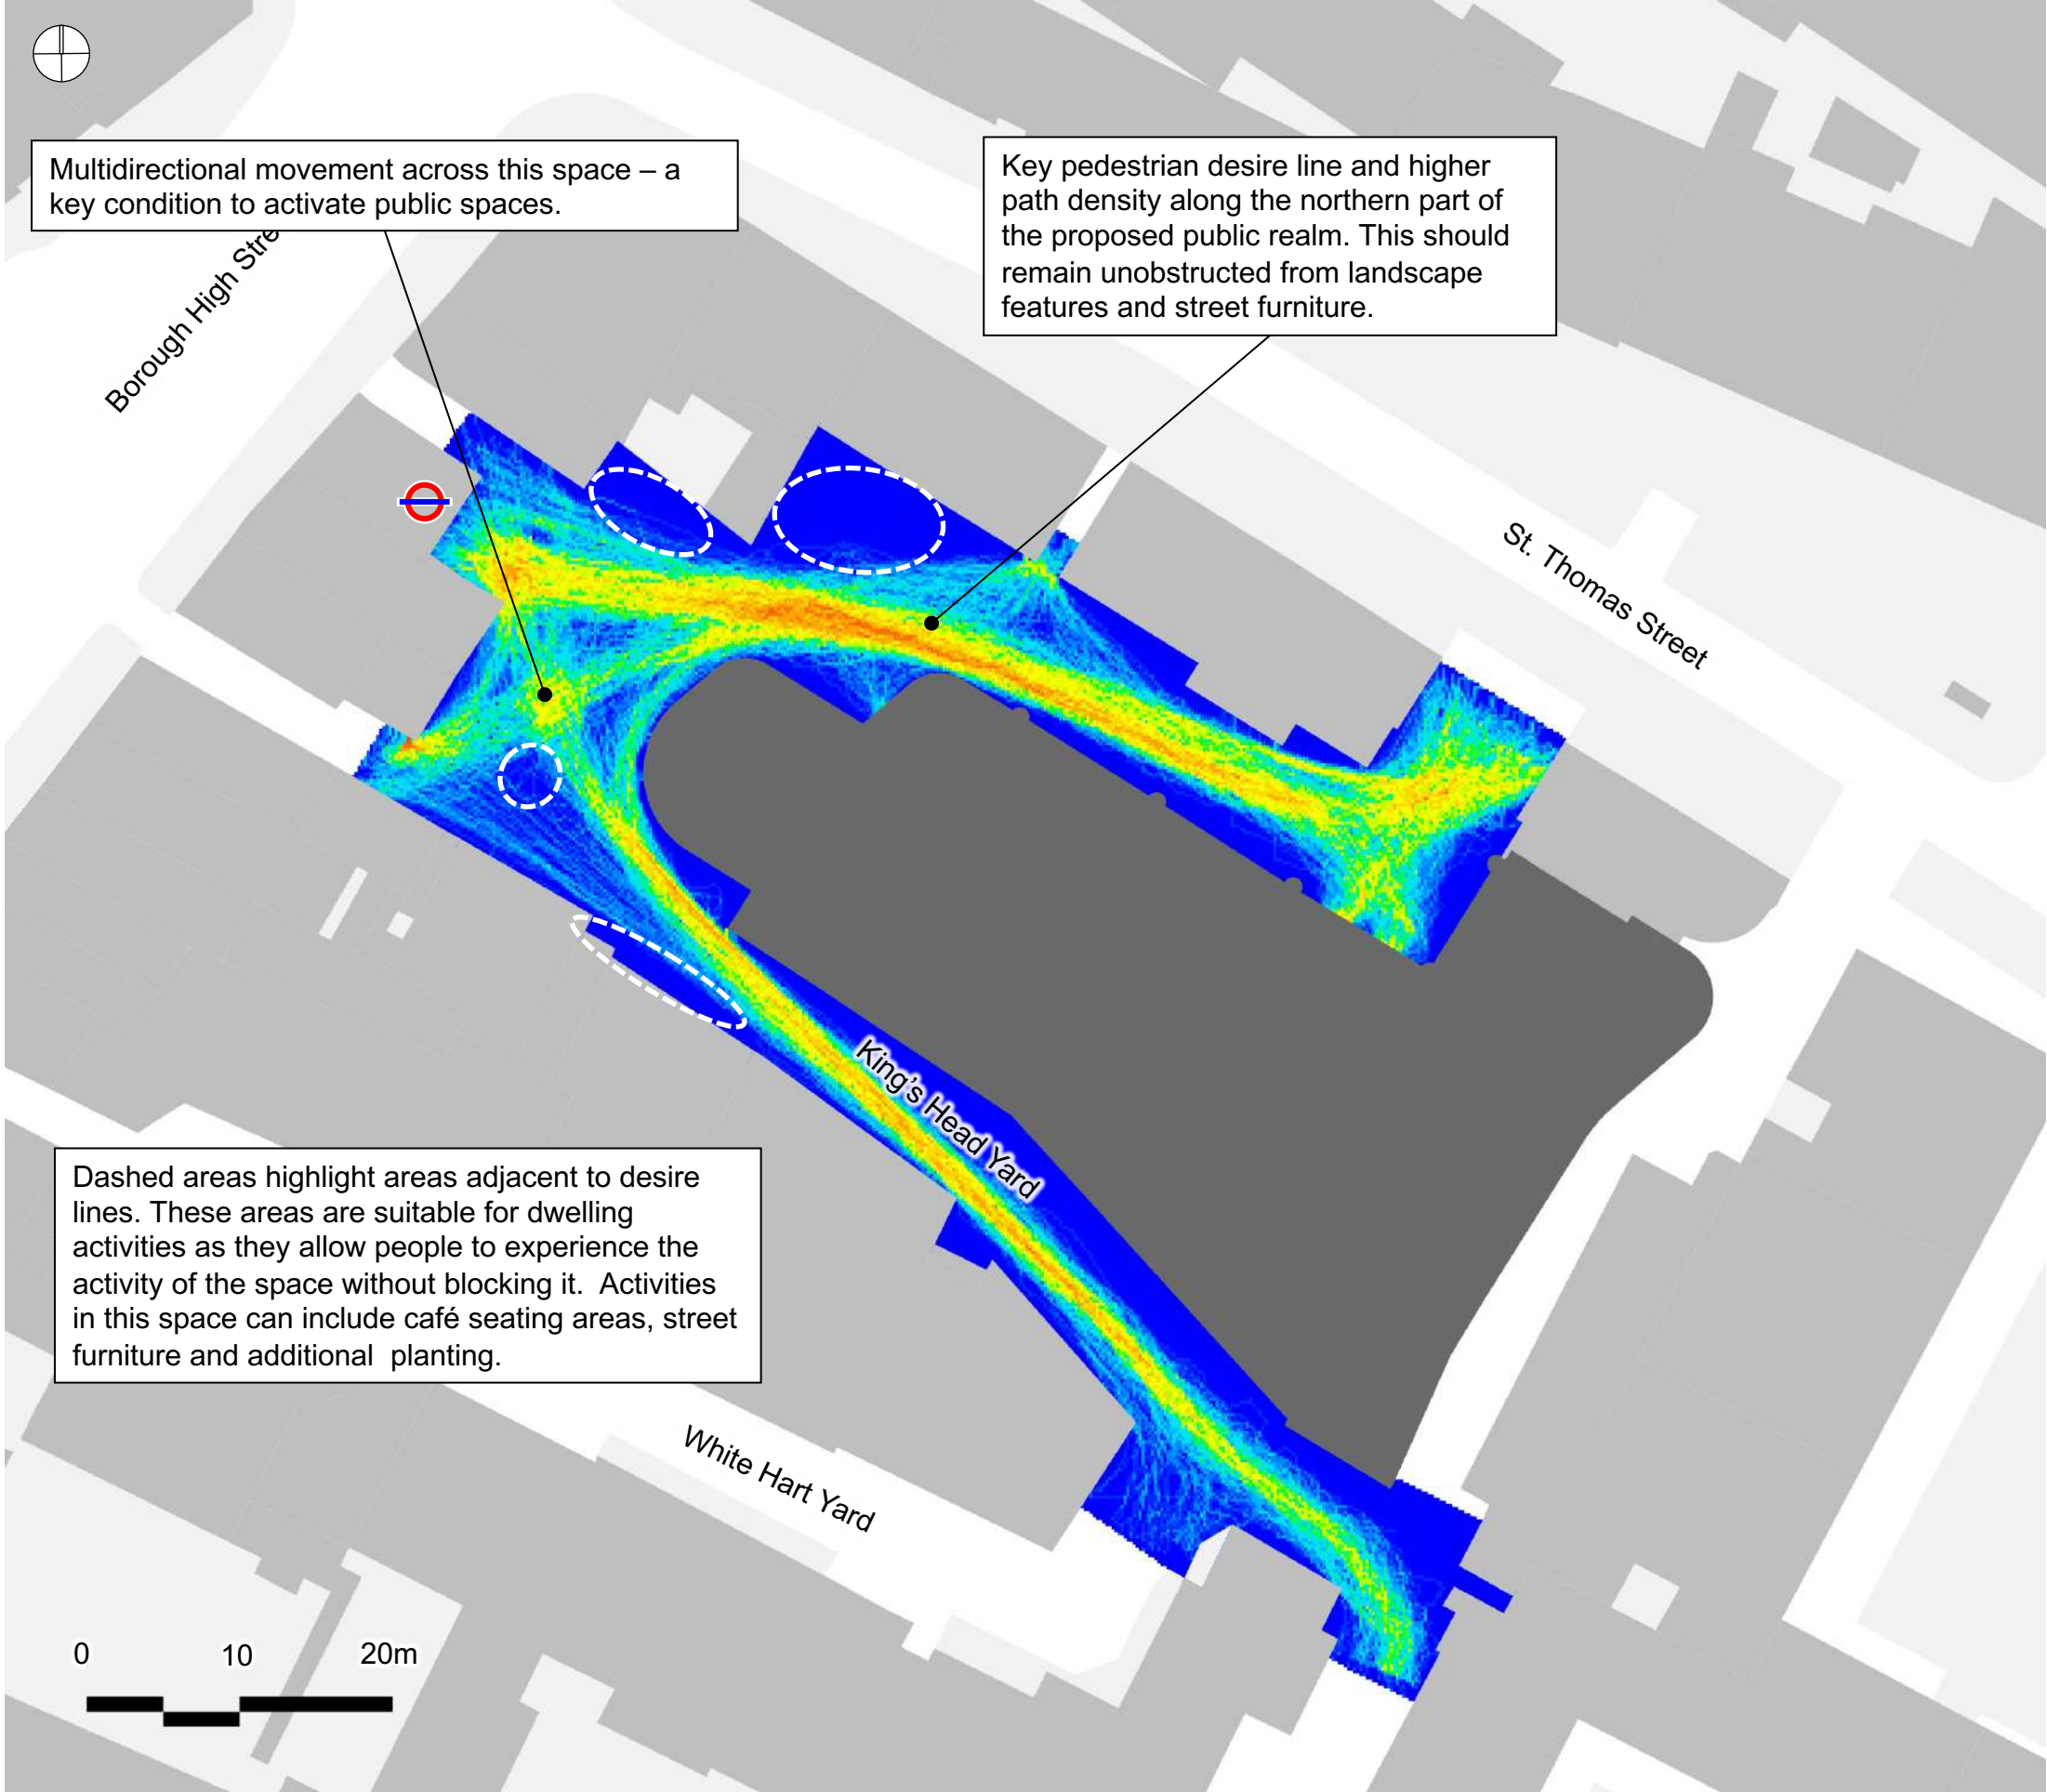 Multidirectional movement across this space – a
key condition to activate public spaces.
Key pedestrian desire line and higher
path density along the northern part of
the proposed public realm. This should
remain unobstructed from landscape
features and street furniture.
Borough High Stre
St. Thomas Street
King's Head Yard
Dashed areas highlight areas adjacent to desire
lines. These areas are suitable for dwelling
activities as they allow people to experience the
activity of the space without blocking it.  Activities
in this space can include café seating areas, street
furniture and additional  planting.
White Hart Yard
0 10 20m